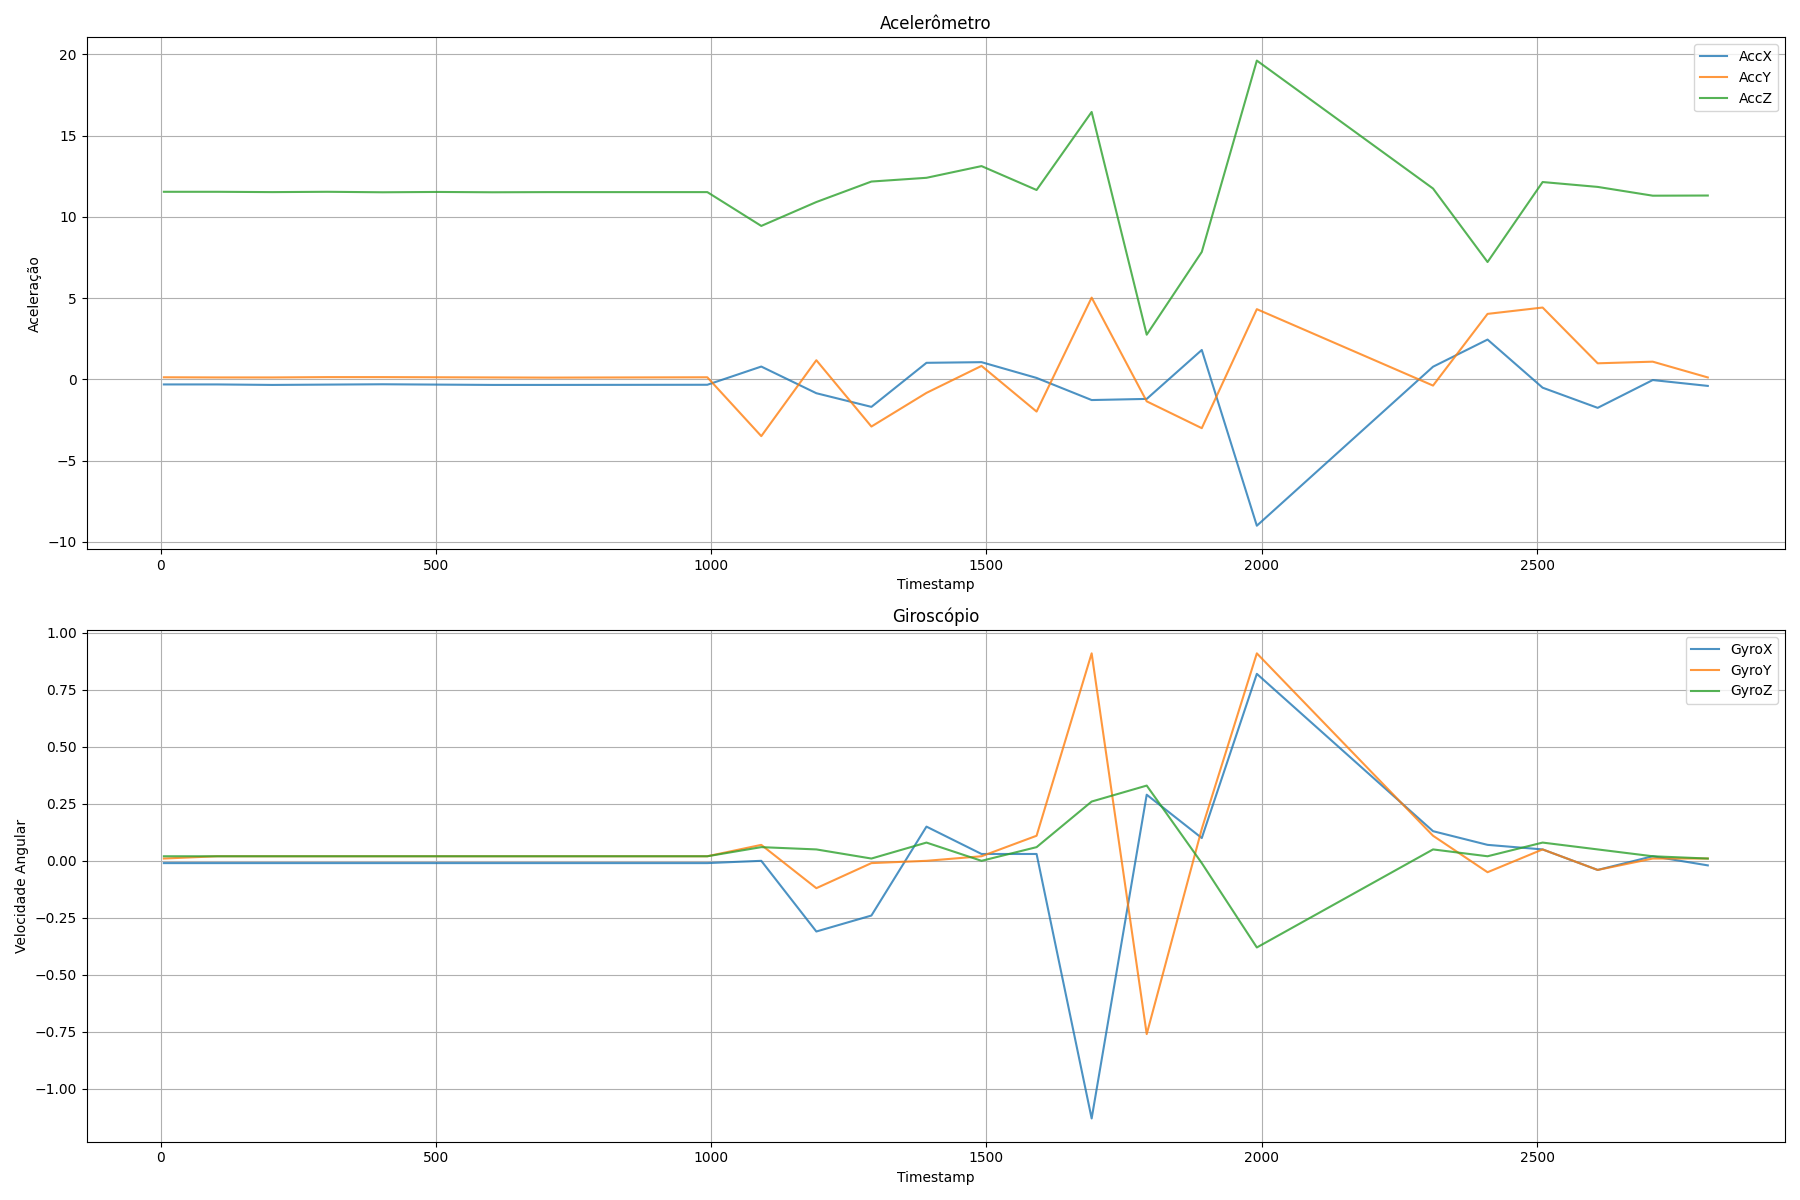 Acelerômetro
20
15
10
5
0
−5
−10
Aceleração
AccX
AccY
AccZ
0 500 1000 1500 2000 2500
Timestamp
Giroscópio
1.00
0.75
0.50
0.25
0.00
−0.25
−0.50
−0.75
−1.00
Velocidade Angular
GyroX
GyroY
GyroZ
0 500 1000 1500 2000 2500
Timestamp